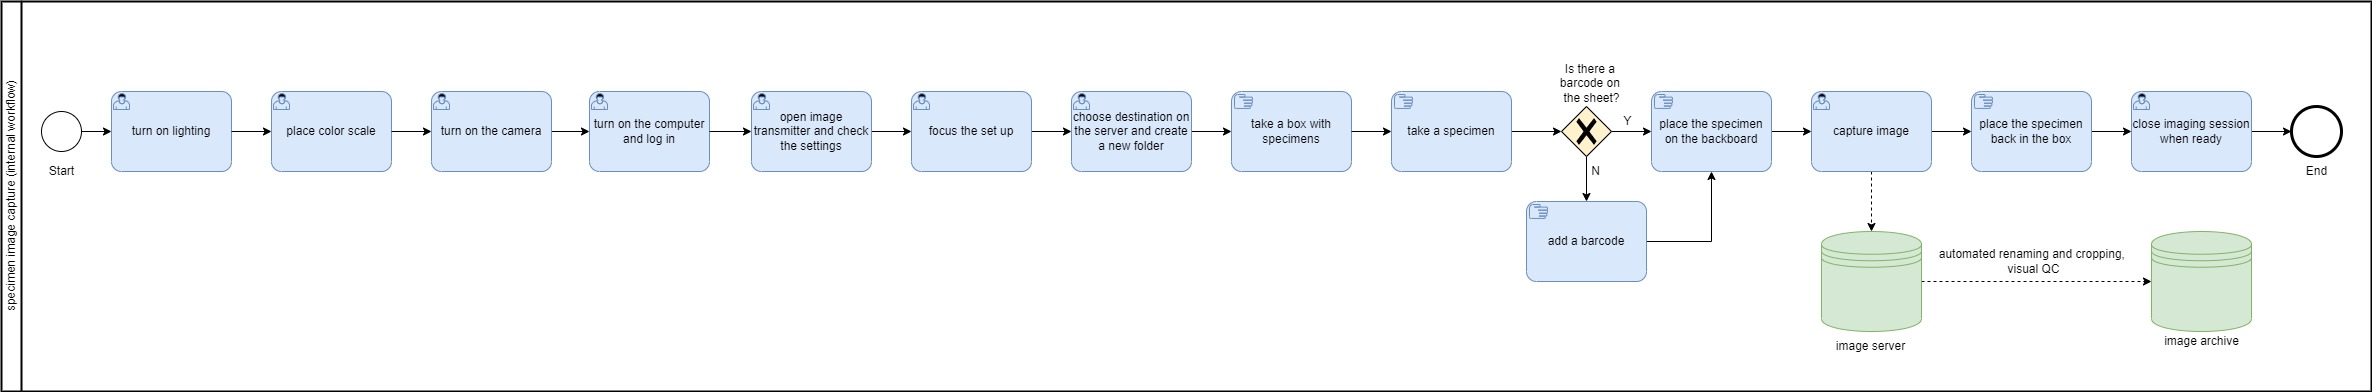 specimen image capture (internal workflow)
Start
turn on lighting
place color scale
turn on the camera
turn on the computer
and log in
open image
transmitter and check
the settings
focus the set up
choose destination on
the server and create
a new folder
take a box with
specimens
take a specimen
Is there a
barcode on
the sheet?
Y
N
add a barcode
place the specimen
on the backboard
capture image
place the specimen
back in the box
close imaging session
when ready
End
image server
automated renaming and cropping,
visual QC
image archive